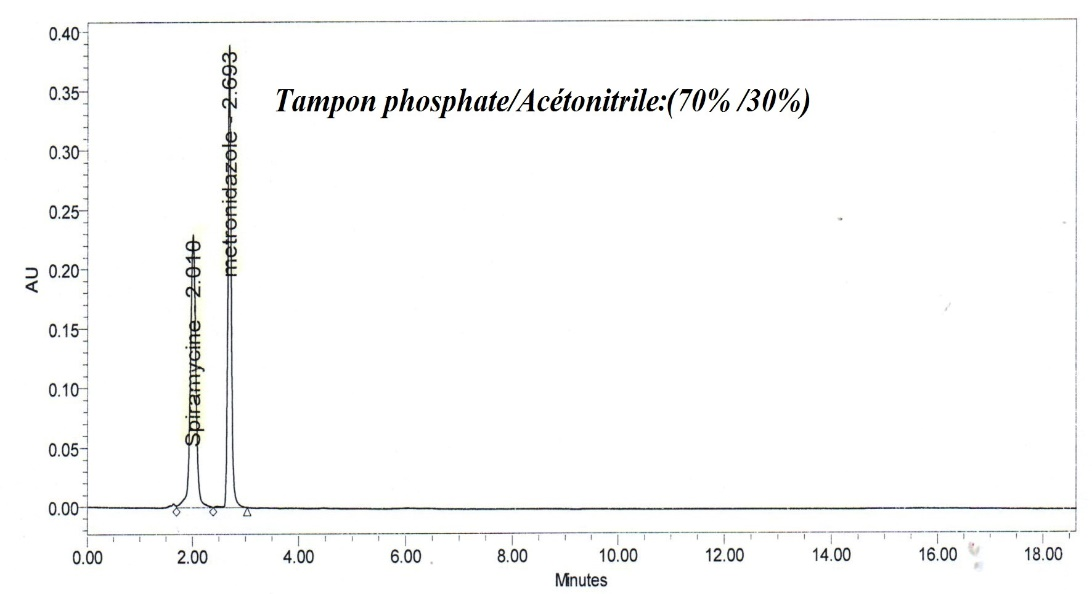 0.40
0.35
0.30
0.25
0.20
0.15
0.10
0.05
0.00
AU
Tampon phosphate/Acétonitrile:(70% /30%)
Spiramycine - 2.010
metronidazole - 2.693
0.00 2.00 4.00 6.00 8.00 10.00 12.00 14.00 16.00 18.00
Minutes